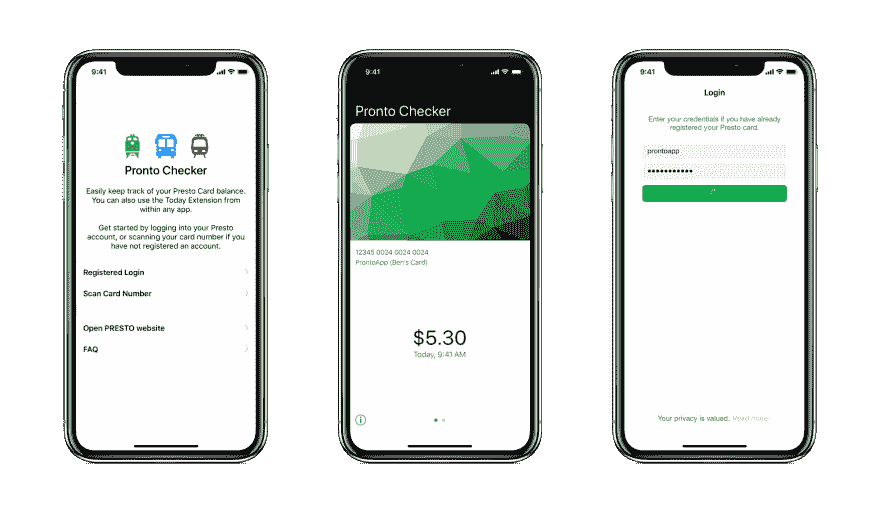 9:41
Pronto Checker
Easily keep track of your Presto Card balance.
You can also use the Today Extension from
within any app.
Get started by logging into your Presto
account, or scanning your card number if you
have not registered an account.
Registered Login
Scan Card Number
Open PRESTO website
FAQ
9:41
Pronto Checker
12345 0024 0024 0024
ProntoApp (Ben's Card)
$5.30
Today, 9:41 AM
9:41
Login
Enter your credentials if you have already
registered your Presto card.
prontoapp
•••••••••••
Your privacy is valued. Read more